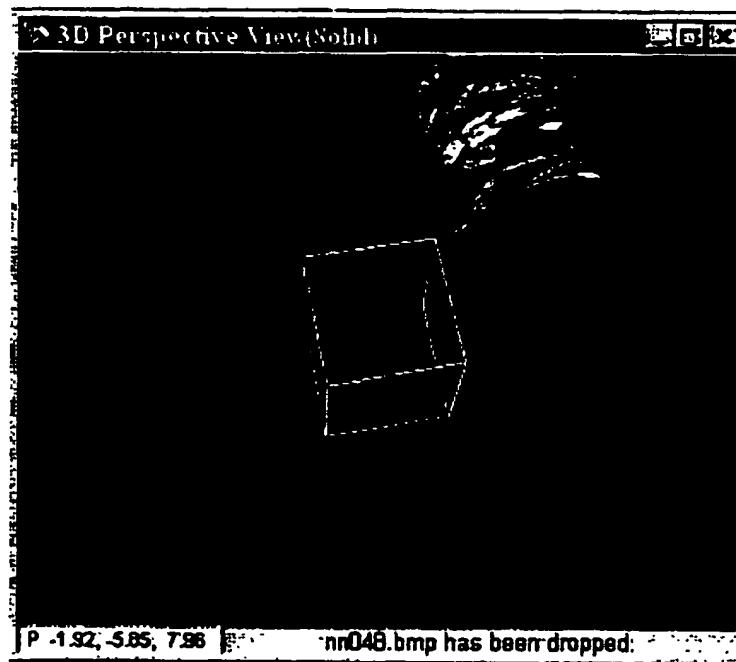 3D Perspective View(Solid)
P -1.92, -5.85, 7.96 nn048.bmp has been dropped: